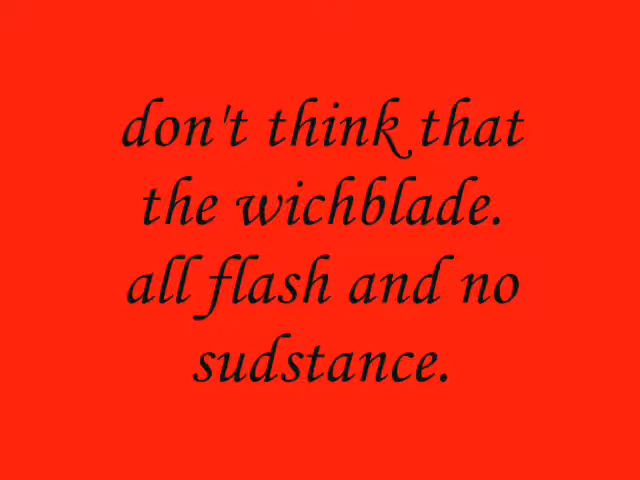 don't think that
the wichblade.
all flash and no
sudstance.